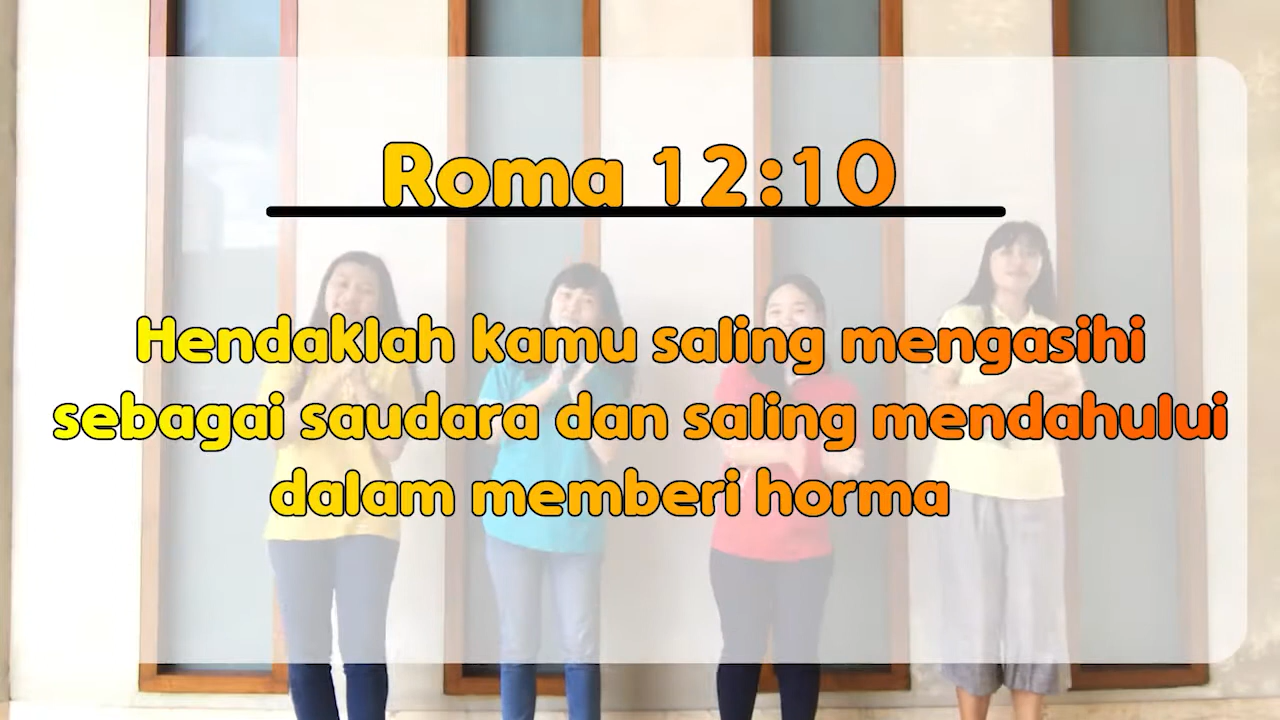 Roma 12:10
Hendaklah kamu saling mengasihi
sebagai saudara dan saling mendahului
dalam memberi horma